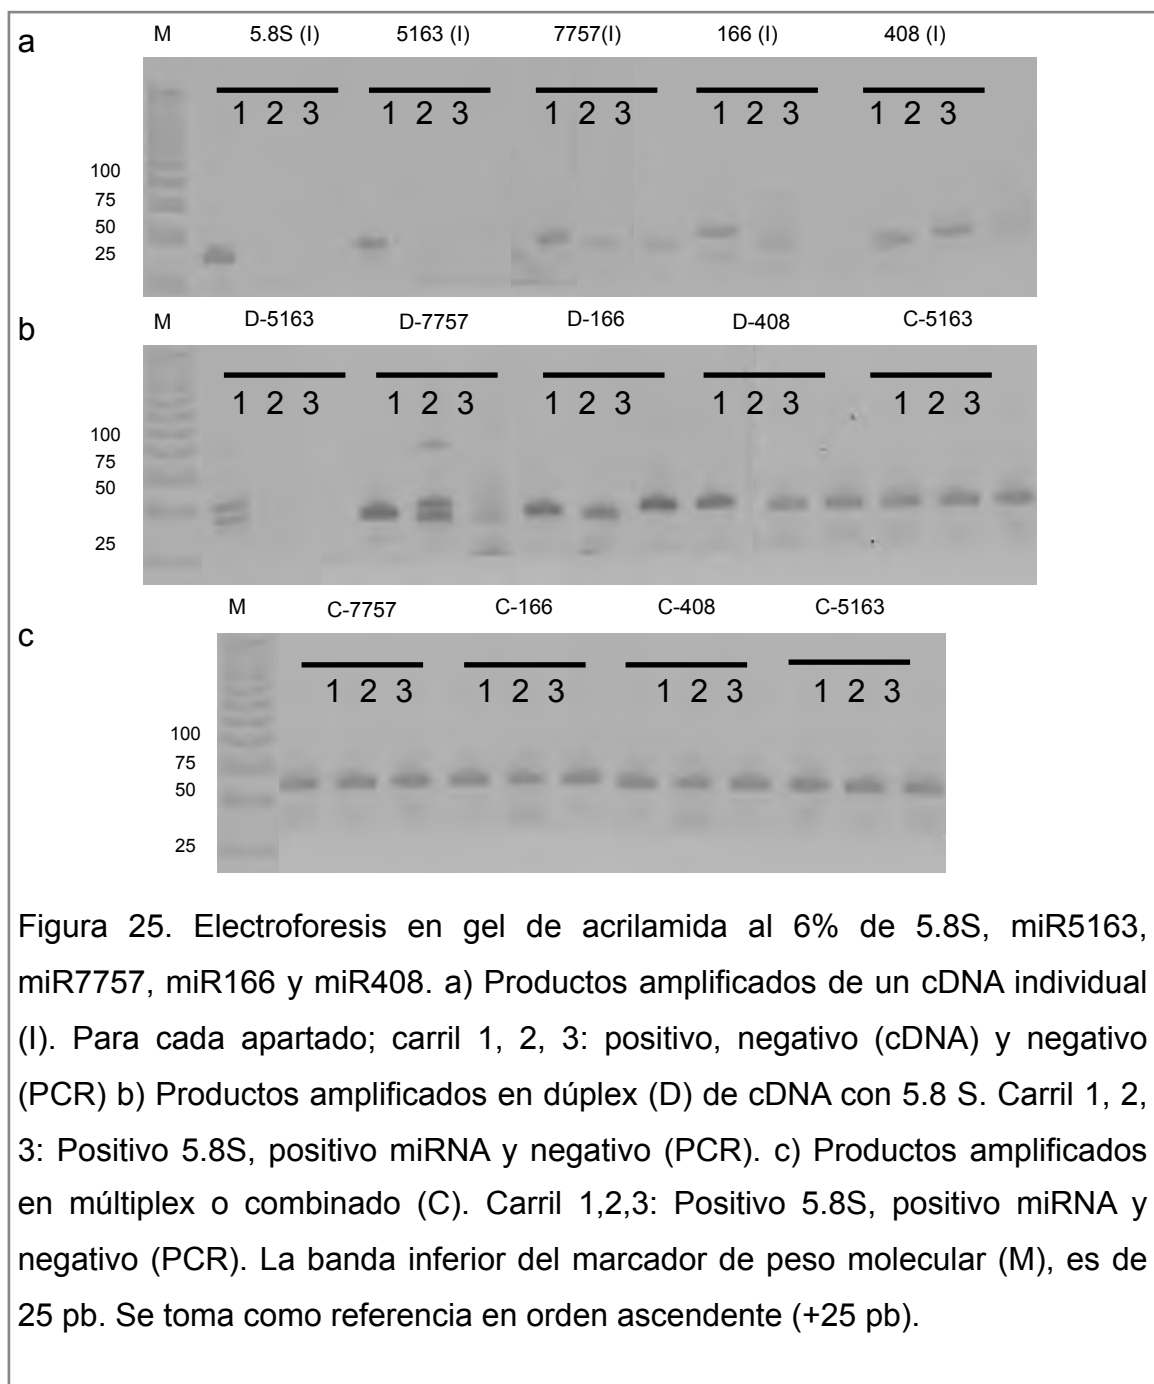 a
M 5.8S (I) 5163 (I) 7757(I) 166 (I) 408 (I)
1 2 3 1 2 3 1 2 3 1 2 3 1 2 3
100
75
50
25
b
M D-5163 D-7757 D-166 D-408 C-5163
1 2 3 1 2 3 1 2 3 1 2 3 1 2 3
100
75
50
25
M C-7757 C-166 C-408 C-5163
c
1 2 3 1 2 3 1 2 3 1 2 3
100
75
50
25
Figura 25. Electroforesis en gel de acrilamida al 6% de 5.8S, miR5163,
miR7757, miR166 y miR408. a) Productos amplificados de un cDNA individual
(I). Para cada apartado; carril 1, 2, 3: positivo, negativo (cDNA) y negativo
(PCR) b) Productos amplificados en dúplex (D) de cDNA con 5.8 S. Carril 1, 2,
3: Positivo 5.8S, positivo miRNA y negativo (PCR). c) Productos amplificados
en múltiplex o combinado (C). Carril 1,2,3: Positivo 5.8S, positivo miRNA y
negativo (PCR). La banda inferior del marcador de peso molecular (M), es de
25 pb. Se toma como referencia en orden ascendente (+25 pb).